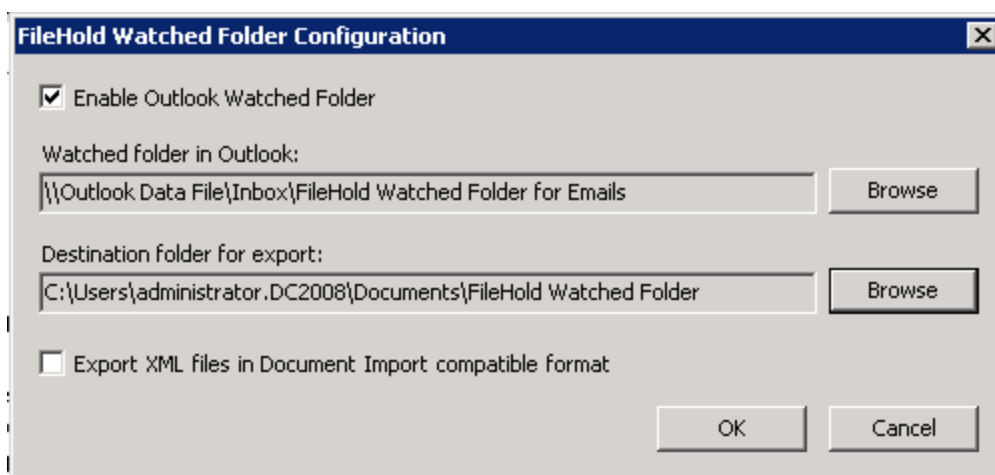 FileHold Watched Folder Configuration
Enable Outlook Watched Folder
Watched folder in Outlook:
\\Outlook Data File\Inbox\FileHold Watched Folder for Emails
Browse
Destination folder for export:
C:\Users\administrator.DC2008\Documents\FileHold Watched Folder
Browse
Export XML files in Document Import compatible format
OK
Cancel